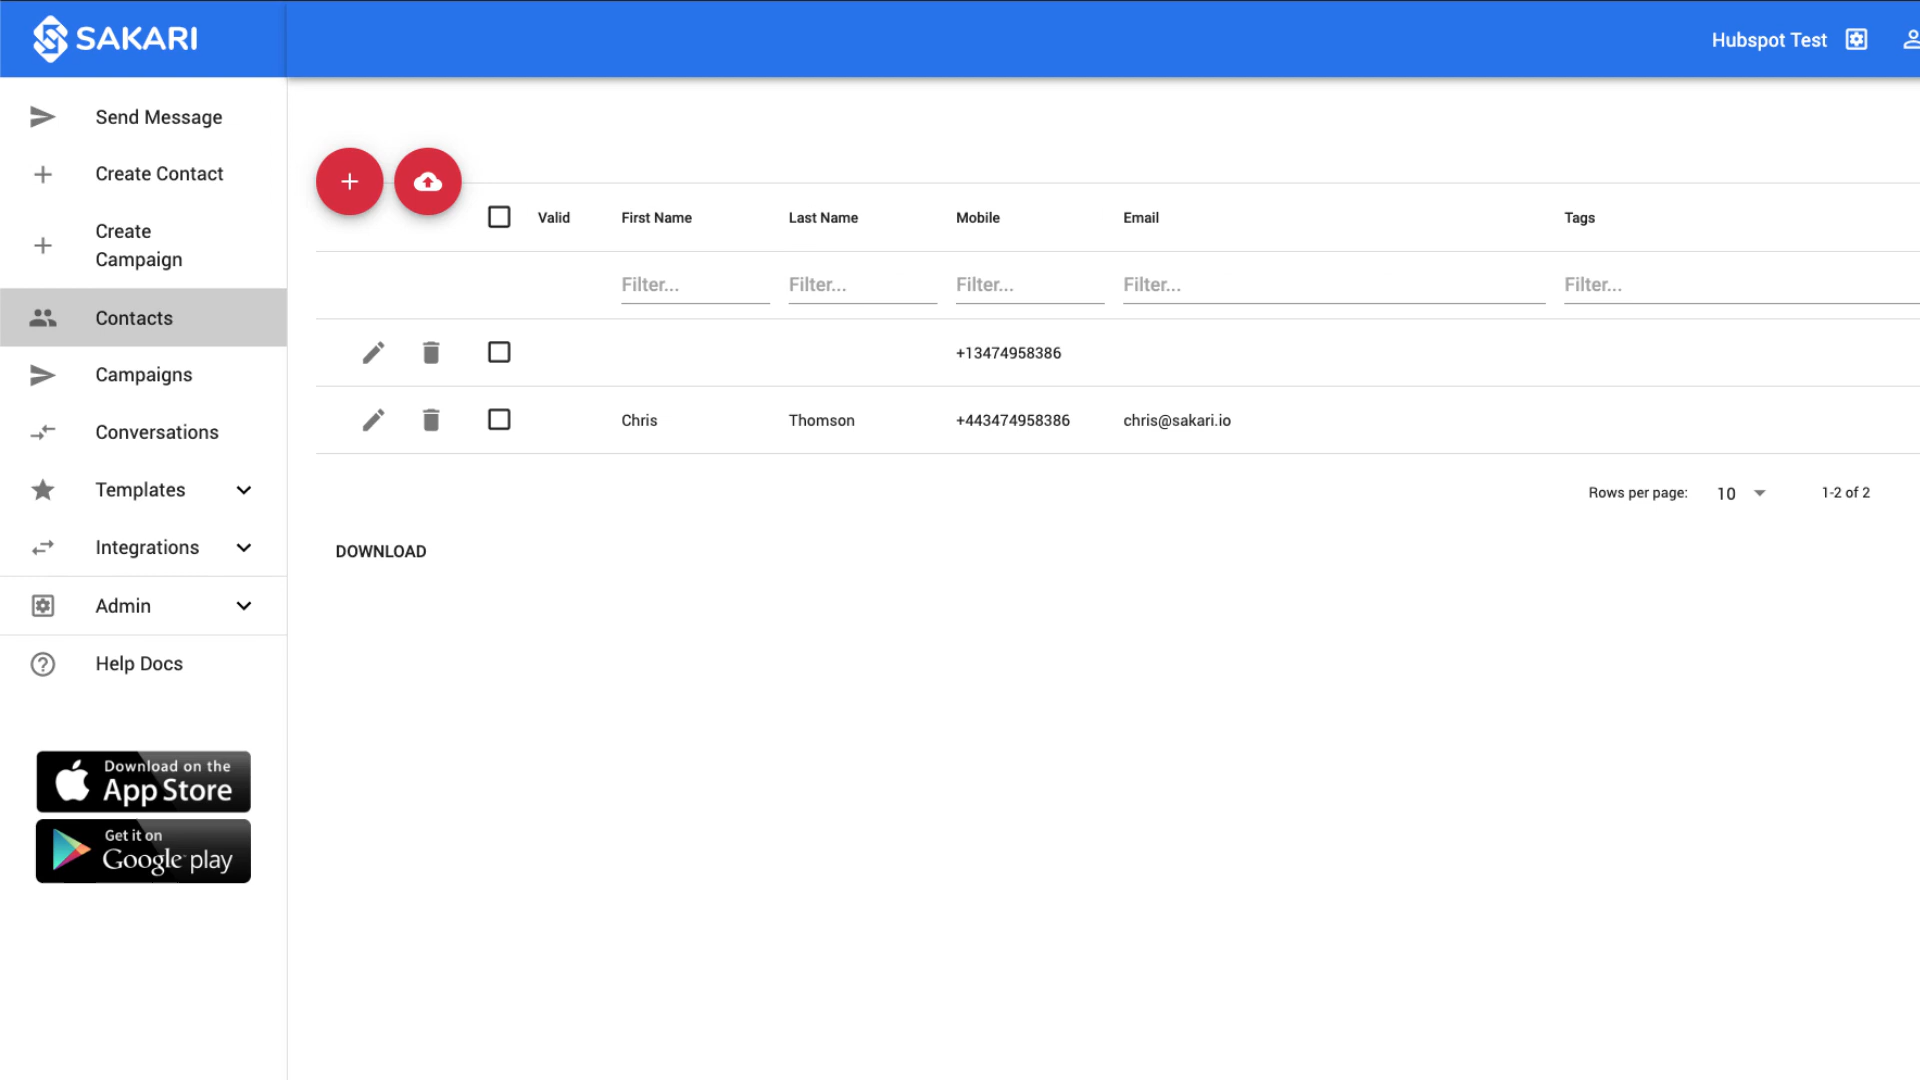 SAKARI
Hubspot Test
Send Message
Create Contact
Create
Campaign
Contacts
Campaigns
Conversations
Templates
Integrations
Admin
Help Docs
Download on the
App Store
Get it on
Google play
Valid First Name Last Name Mobile Email Tags
Filter... Filter... Filter... Filter... Filter...
+13474958386
Chris Thomson +443474958386 chris@sakari.io
Rows per page: 10 1-2 of 2
DOWNLOAD